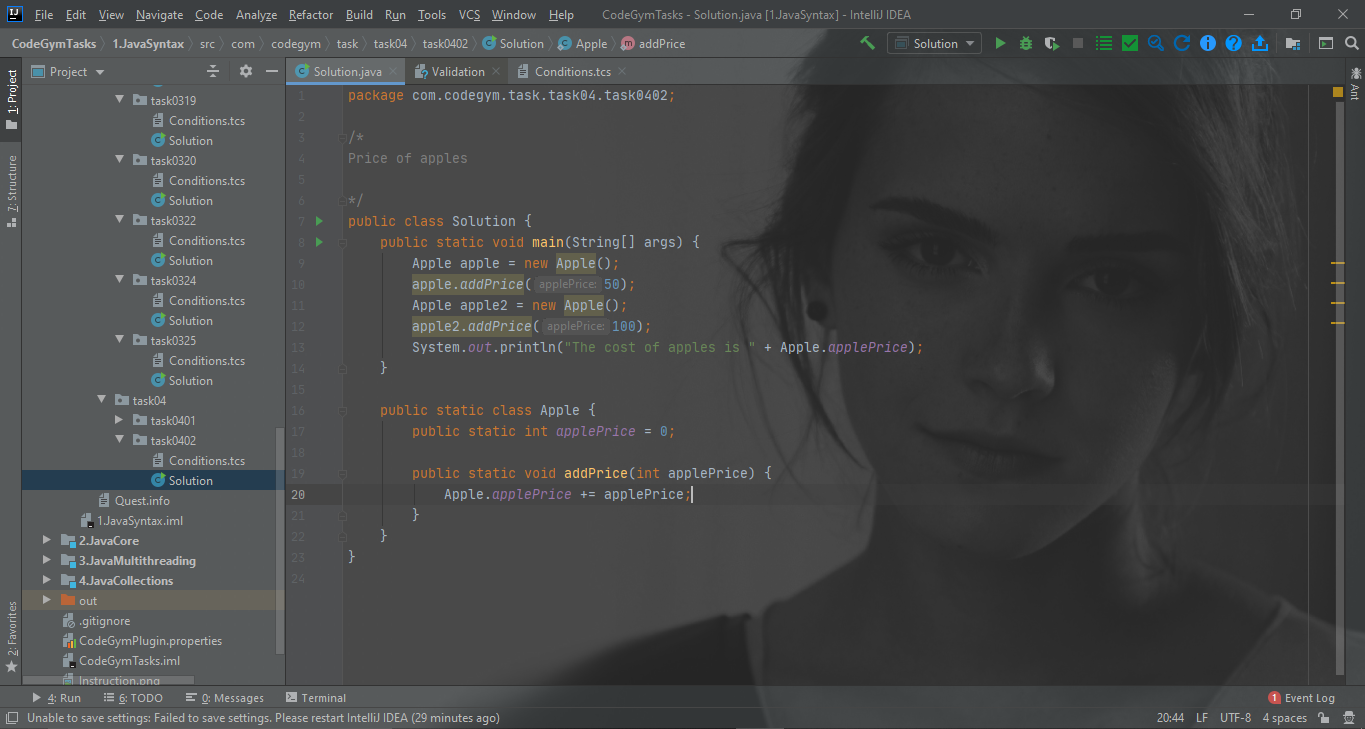 File Edit View Navigate Code Analyze Refactor Build Run Tools VCS Window Help CodeGymTasks - Solution.java [1.JavaSyntax] - IntelliJ IDEA
CodeGymTasks 1.JavaSyntax src com codegym task task04 task0402 Solution Apple addPrice Solution
1: Project
7: Structure
2: Favorites
Project
task0319
Conditions.tcs
Solution
task0320
Conditions.tcs
Solution
task0322
Conditions.tcs
Solution
task0324
Conditions.tcs
Solution
task0325
Conditions.tcs
Solution
task04
task0401
task0402
Conditions.tcs
Solution
Quest.info
1.JavaSyntax.iml
2.JavaCore
3.JavaMultithreading
4.JavaCollections
out
.gitignore
CodeGymPlugin.properties
CodeGymTasks.iml
Instruction.png
Solution.java Validation Conditions.tcs
1 package com.codegym.task.task04.task0402;
2
3 /*
4 Price of apples
5
6 */
7 public class Solution {
8 public static void main(String[] args) {
9 Apple apple = new Apple();
10 apple.addPrice( applePrice: 50);
11 Apple apple2 = new Apple();
12 apple2.addPrice( applePrice: 100);
13 System.out.println("The cost of apples is " + Apple.applePrice);
14 }
15
16 public static class Apple {
17 public static int applePrice = 0;
18
19 public static void addPrice(int applePrice) {
20 Apple.applePrice += applePrice;
21 }
22 }
23 }
24
Ant
4: Run 6: TODO 0: Messages Terminal 1 Event Log
Unable to save settings: Failed to save settings. Please restart IntelliJ IDEA (29 minutes ago) 20:44 LF UTF-8 4 spaces